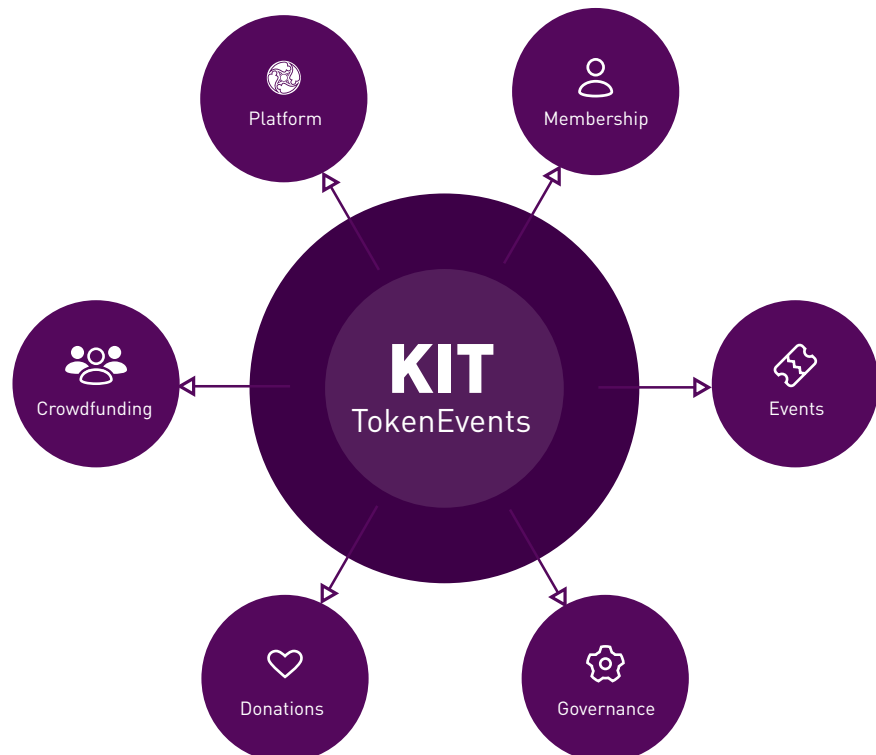 Platform
Membership
KIT
TokenEvents
Crowdfunding
Events
Donations
Governance